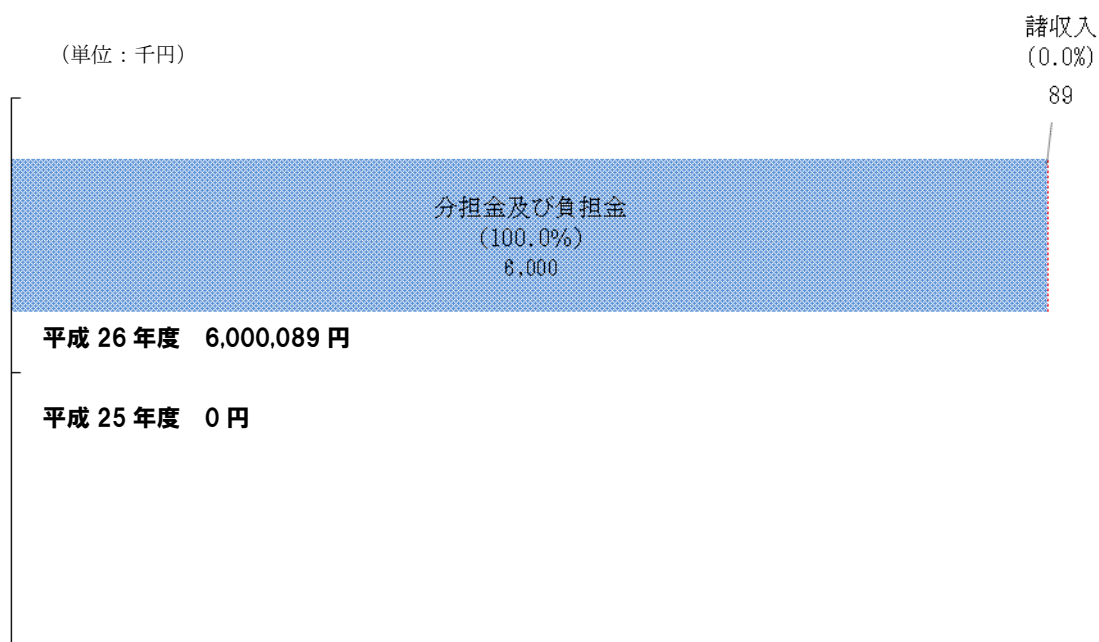 諸収入
(0.0%)
89
（単位：千円）
分担金及び負担金
(100.0%)
6,000
平成 26 年度　6,000,089 円
平成 25 年度　0 円